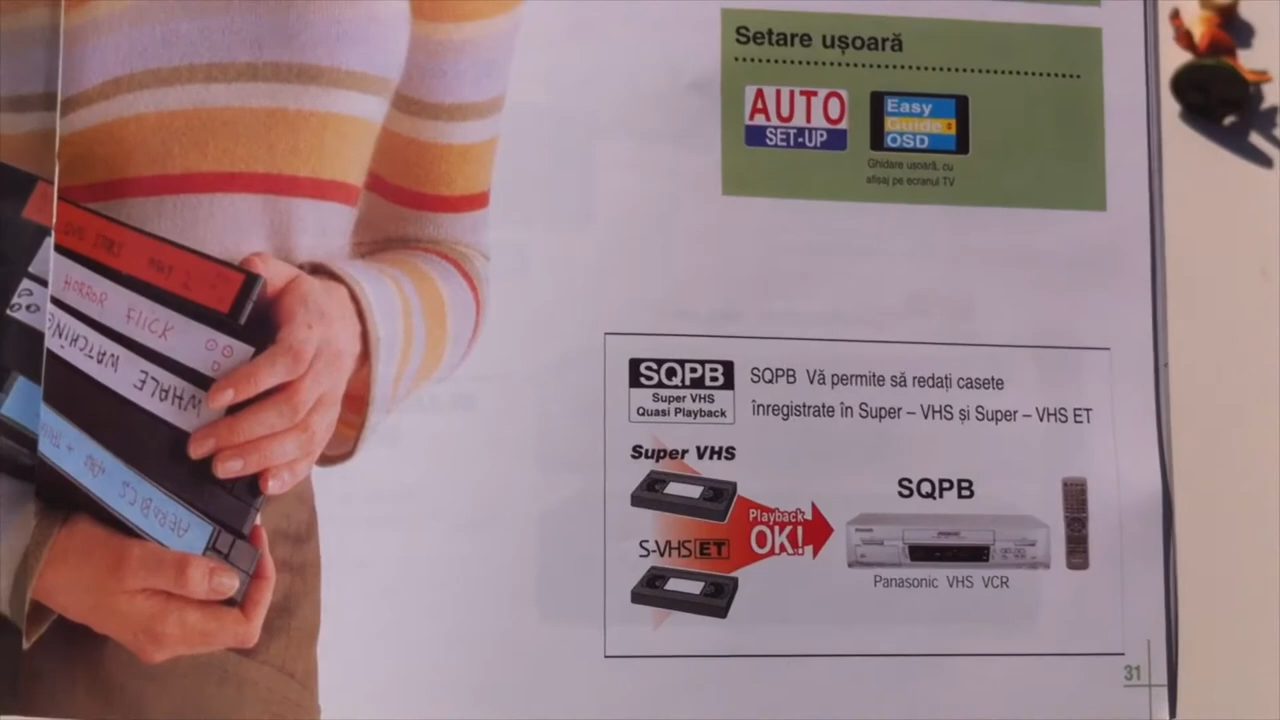 Setare ușoară
AUTO
SET-UP
Easy
Guide
OSD
Ghidare ușoară, cu
afișaj pe ecranul TV
HORROR FLICK
WHALE WATCHING
AEROBICS
SQPB
Super VHS
Quasi Playback
SQPB Vă permite să redați casete
înregistrate în Super – VHS și Super – VHS ET
Super VHS
Playback
OK!
S-VHS ET
SQPB
Panasonic VHS VCR
31